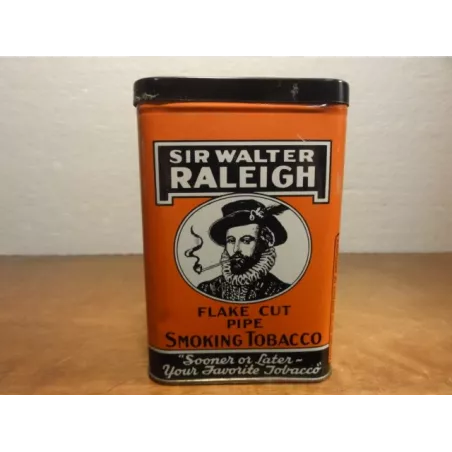 SIR WALTER
RALEIGH
FLAKE CUT
PIPE
SMOKING TOBACCO
"Sooner or Later –
Your Favorite Tobacco"